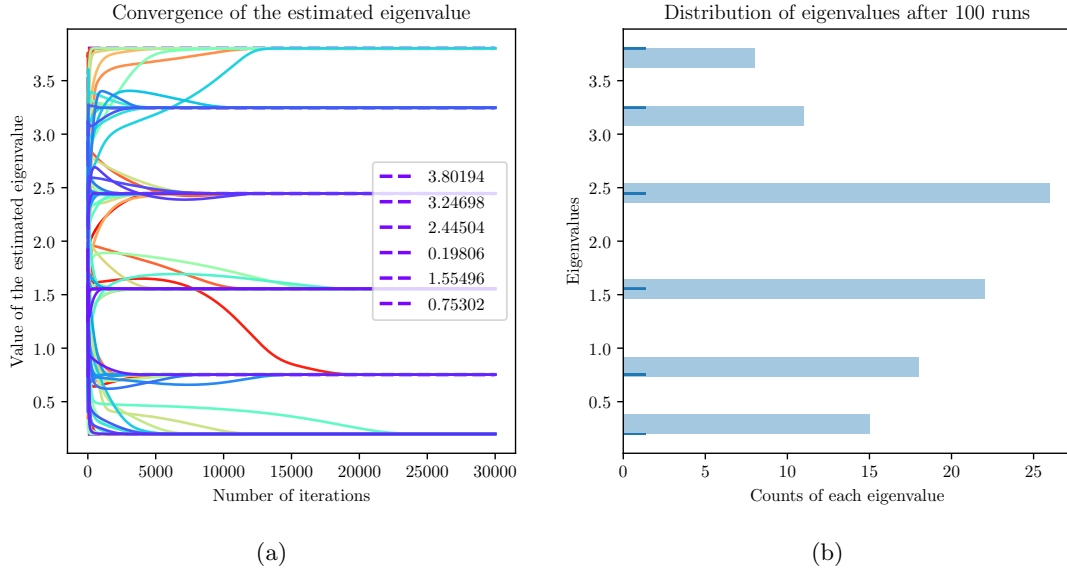 Convergence of the estimated eigenvalue
Value of the estimated eigenvalue
3.5
3.0
2.5
2.0
1.5
1.0
0.5
3.80194
3.24698
2.44504
0.19806
1.55496
0.75302
0 5000 10000 15000 20000 25000 30000
Number of iterations
(a)
Distribution of eigenvalues after 100 runs
Eigenvalues
3.5
3.0
2.5
2.0
1.5
1.0
0.5
0 5 10 15 20 25
Counts of each eigenvalue
(b)